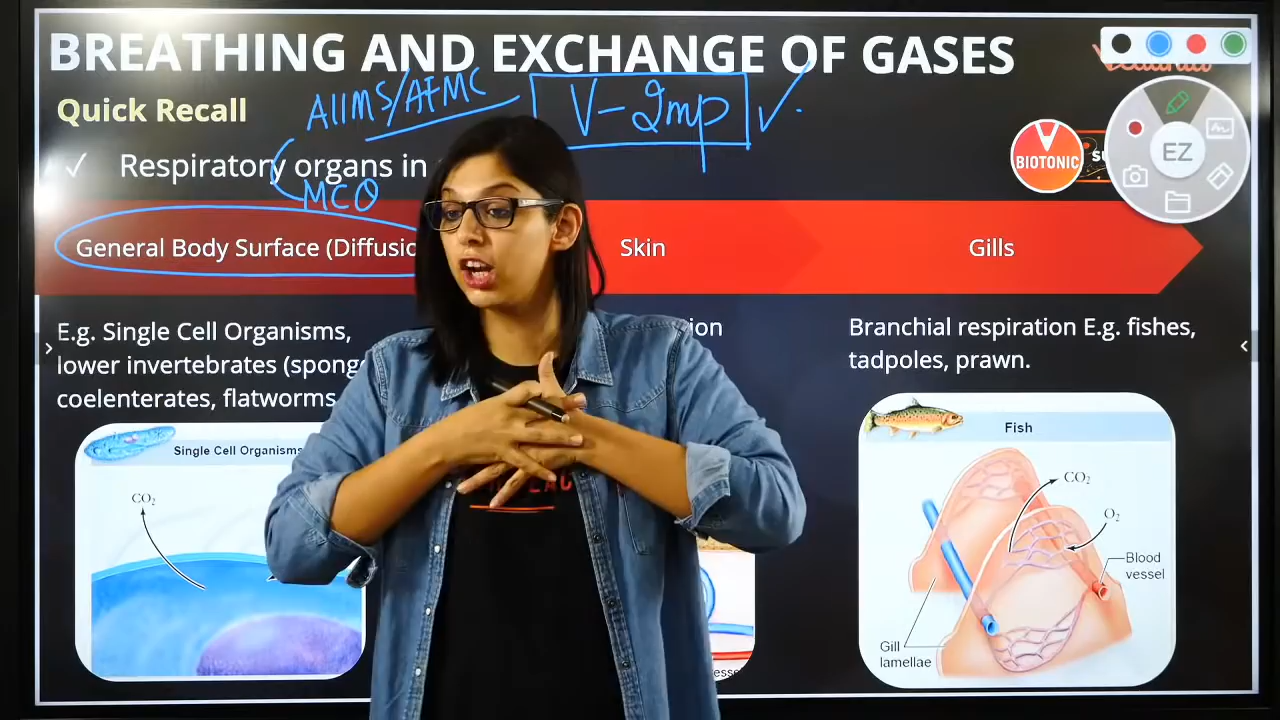 BREATHING AND EXCHANGE OF GASES
Quick Recall
AIIMS/AFMC
V-Imp ✓
✓ Respiratory organs in
MCQ
BIOTONIC
EZ
General Body Surface (Diffusio
Skin
Gills
E.g. Single Cell Organisms,
lower invertebrates (spong
coelenterates, flatworms
ion
Branchial respiration E.g. fishes,
tadpoles, prawn.
Single Cell Organisms
CO₂
Fish
CO₂
O₂
Blood
vessel
Gill
lamellae